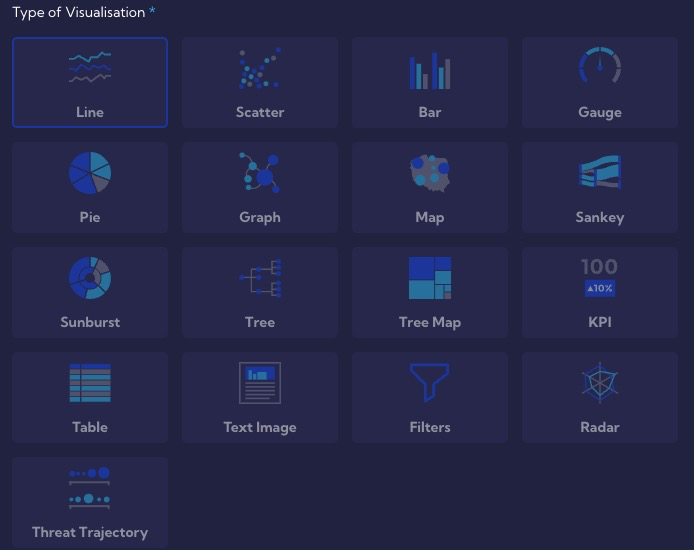 Type of Visualisation *
Line
Scatter
Bar
Gauge
Pie
Graph
Map
Sankey
Sunburst
Tree
Tree Map
100
▲10%
KPI
Table
Text Image
Filters
Radar
Threat Trajectory